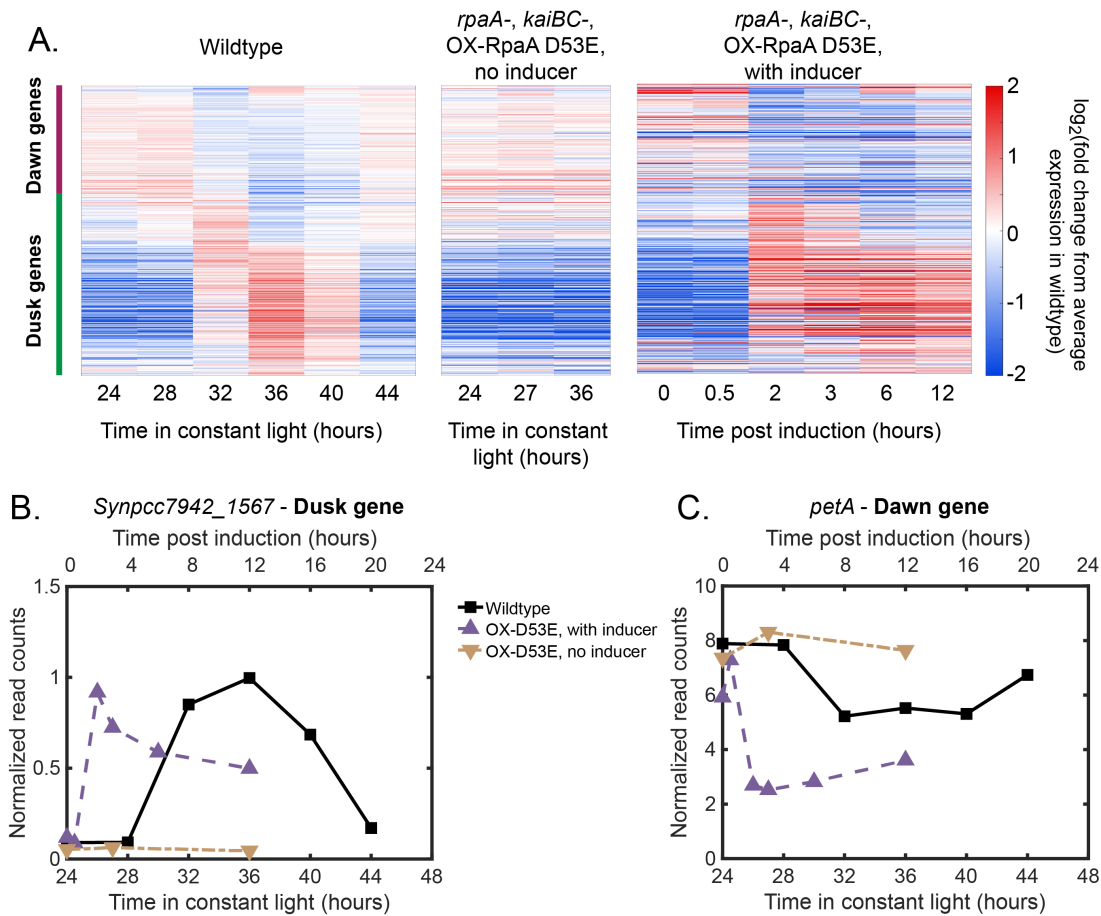 A.
Wildtype
rpaA-, kaiBC-,
OX-RpaA D53E,
no inducer
rpaA-, kaiBC-,
OX-RpaA D53E,
with inducer
Dawn genes
Dusk genes
24 28 32 36 40 44
Time in constant light (hours)
24 27 36
Time in constant
light (hours)
0 0.5 2 3 6 12
Time post induction (hours)
2
1
0
-1
-2
log2(fold change from average
expression in wildtype)
B.
Synpcc7942_1567 - Dusk gene
Time post induction (hours)
0 4 8 12 16 20 24
1.5
1
0.5
0
Normalized read counts
24 28 32 36 40 44 48
Time in constant light (hours)
Wildtype
OX-D53E, with inducer
OX-D53E, no inducer
C.
petA - Dawn gene
Time post induction (hours)
0 4 8 12 16 20 24
10
8
6
4
2
0
Normalized read counts
24 28 32 36 40 44 48
Time in constant light (hours)